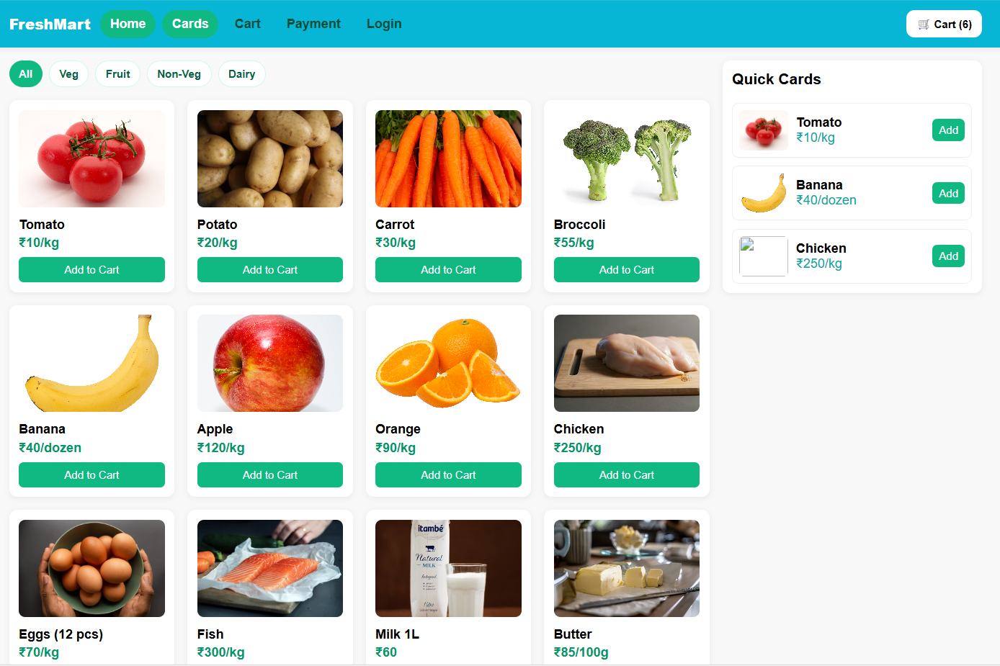 FreshMart Home Cards Cart Payment Login 🛒 Cart (6)
All Veg Fruit Non-Veg Dairy
Tomato
₹10/kg
Add to Cart
Potato
₹20/kg
Add to Cart
Carrot
₹30/kg
Add to Cart
Broccoli
₹55/kg
Add to Cart
Banana
₹40/dozen
Add to Cart
Apple
₹120/kg
Add to Cart
Orange
₹90/kg
Add to Cart
Chicken
₹250/kg
Add to Cart
Eggs (12 pcs)
₹70/kg
Fish
₹300/kg
itambé
Natural
MILK
Integral
Milk 1L
₹60
Butter
₹85/100g
Quick Cards
Tomato
₹10/kg
Add
Banana
₹40/dozen
Add
Chicken
₹250/kg
Add